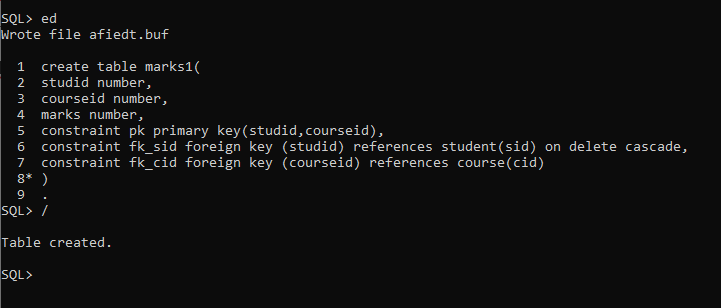 SQL> ed
Wrote file afiedt.buf
1 create table marks1(
2 studid number,
3 courseid number,
4 marks number,
5 constraint pk primary key(studid,courseid),
6 constraint fk_sid foreign key (studid) references student(sid) on delete cascade,
7 constraint fk_cid foreign key (courseid) references course(cid)
8* )
9 .
SQL> /
Table created.
SQL>